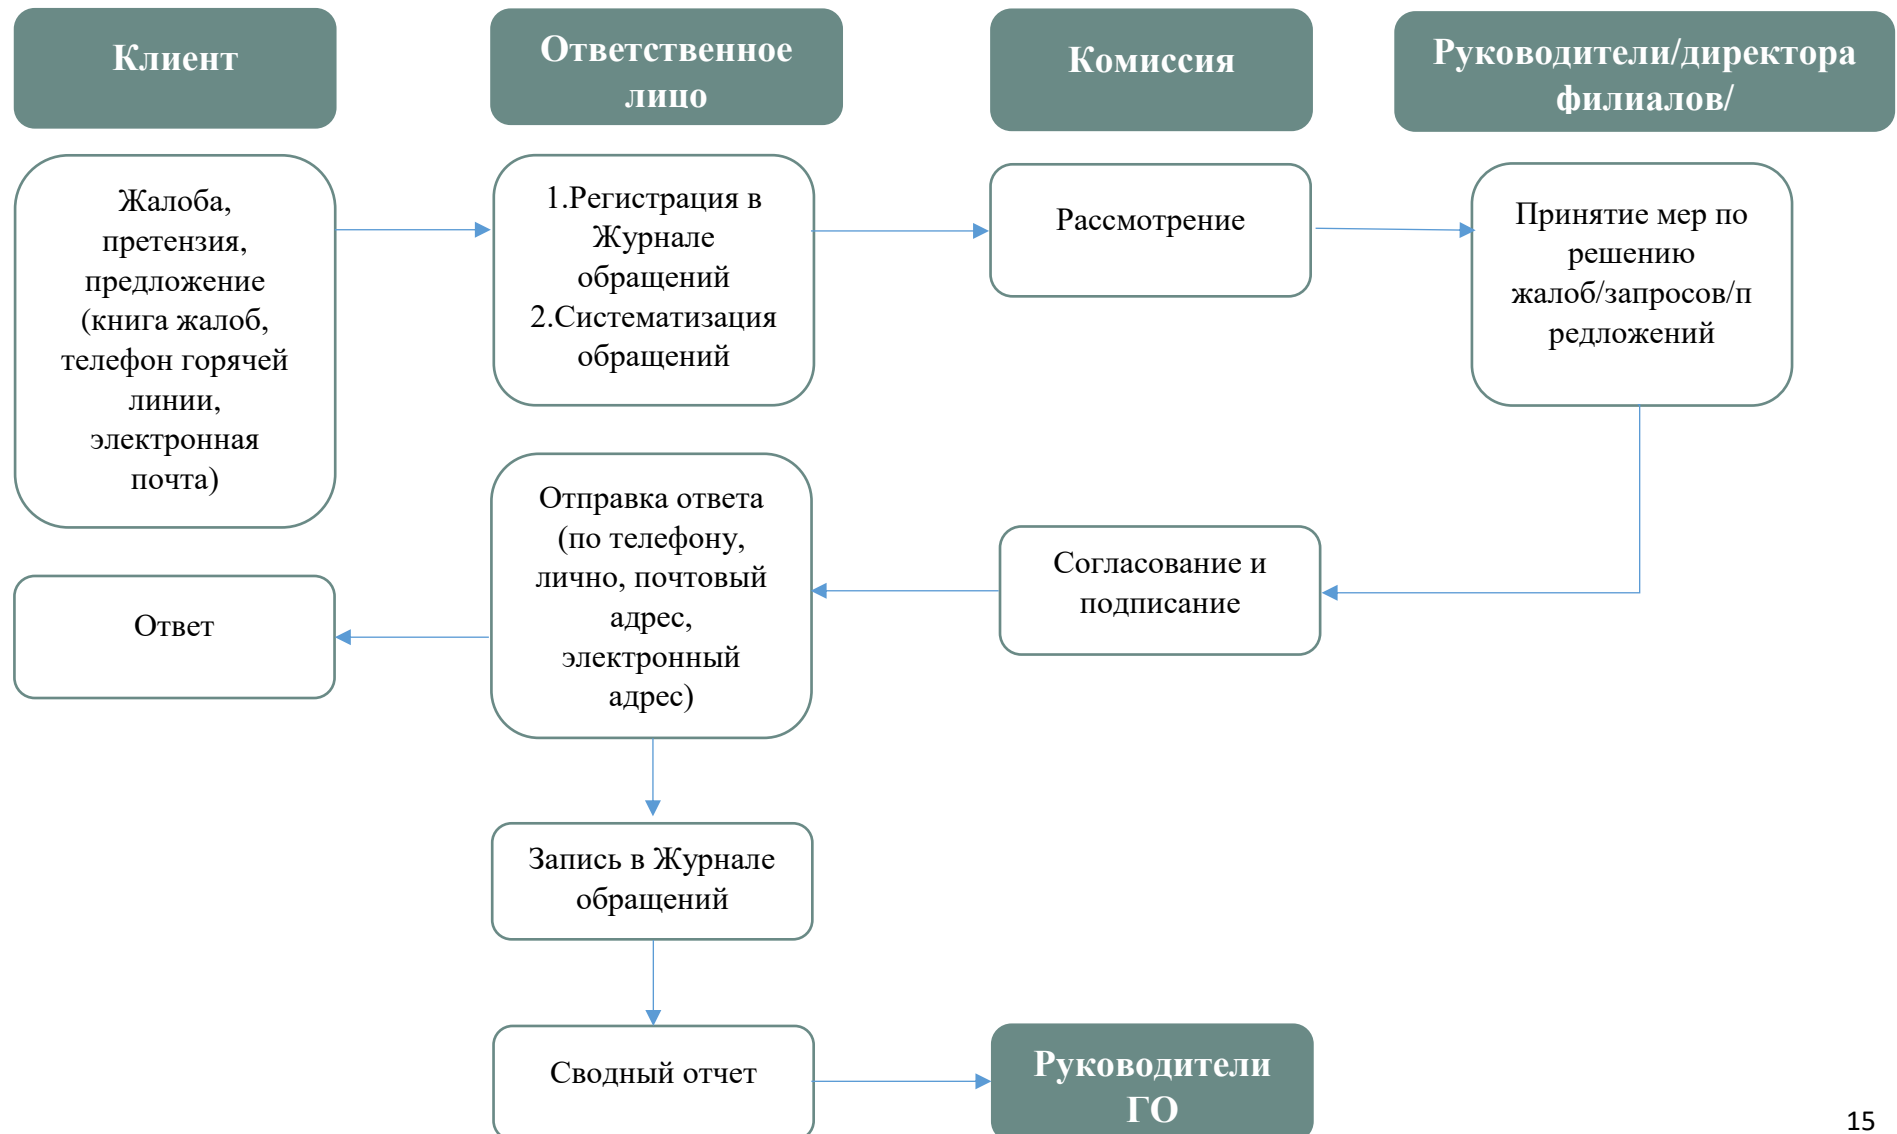 Клиент
Ответственное
лицо
Комиссия
Руководители/директора
филиалов/
Жалоба,
претензия,
предложение
(книга жалоб,
телефон горячей
линии,
электронная
почта)
1.Регистрация в
Журнале
обращений
2.Систематизация
обращений
Рассмотрение
Принятие мер по
решению
жалоб/запросов/п
редложений
Отправка ответа
(по телефону,
лично, почтовый
адрес,
электронный
адрес)
Согласование и
подписание
Ответ
Запись в Журнале
обращений
Сводный отчет
Руководители
ГО
15